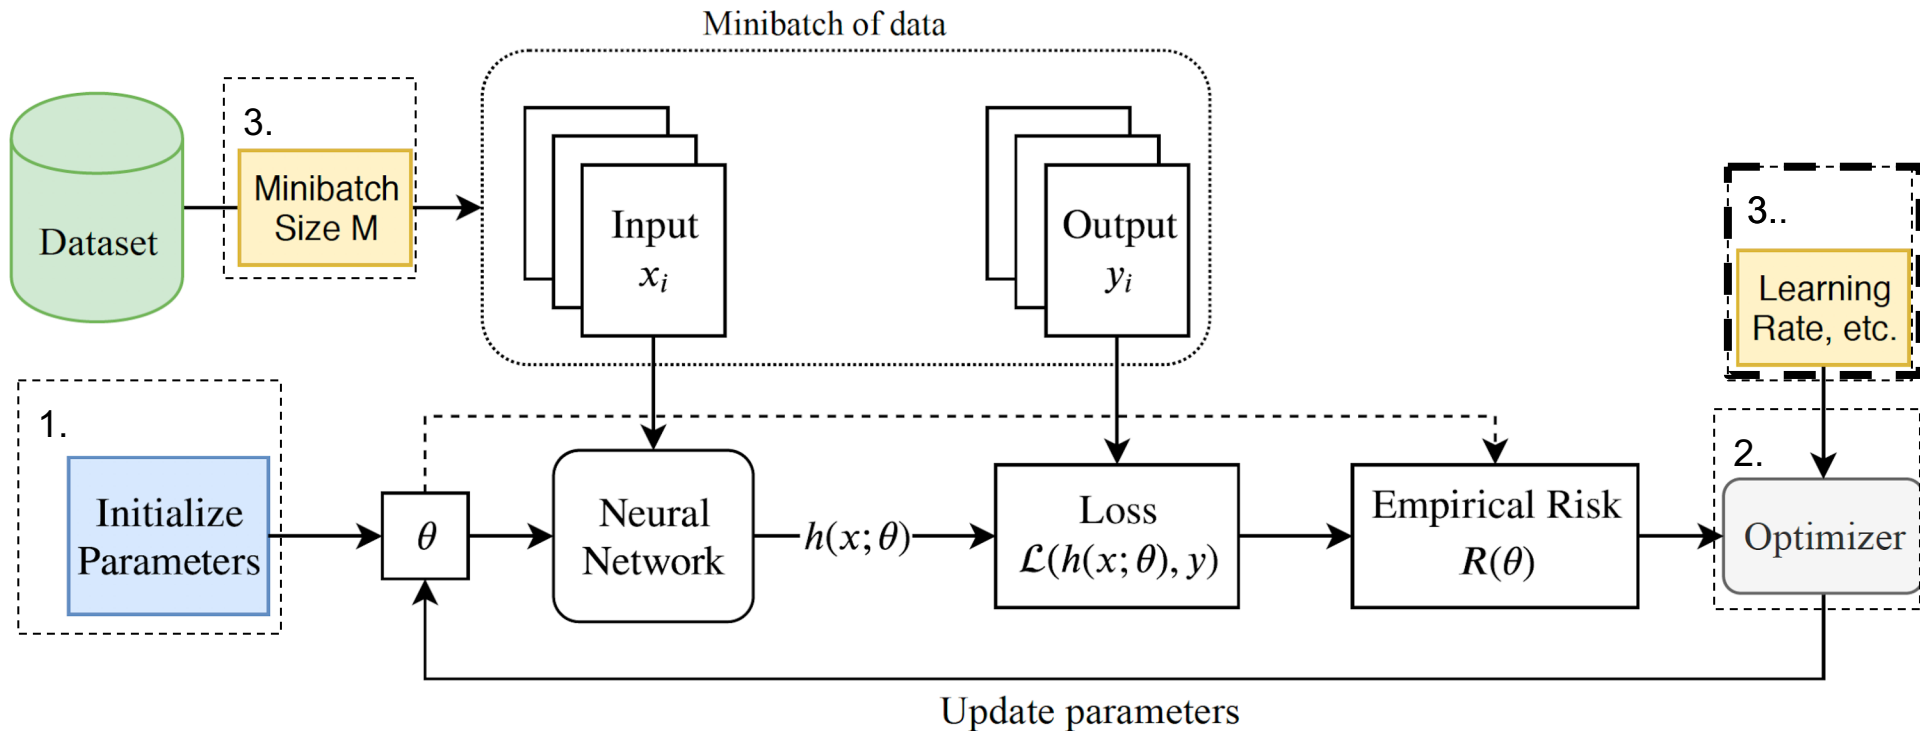 Minibatch of data
3.
Minibatch
Size M
Dataset
Input
xᵢ
Output
yᵢ
3..
Learning
Rate, etc.
1.
Initialize
Parameters
θ
Neural
Network
h(x; θ)
Loss
ℒ(h(x; θ), y)
Empirical Risk
R(θ)
2.
Optimizer
Update parameters